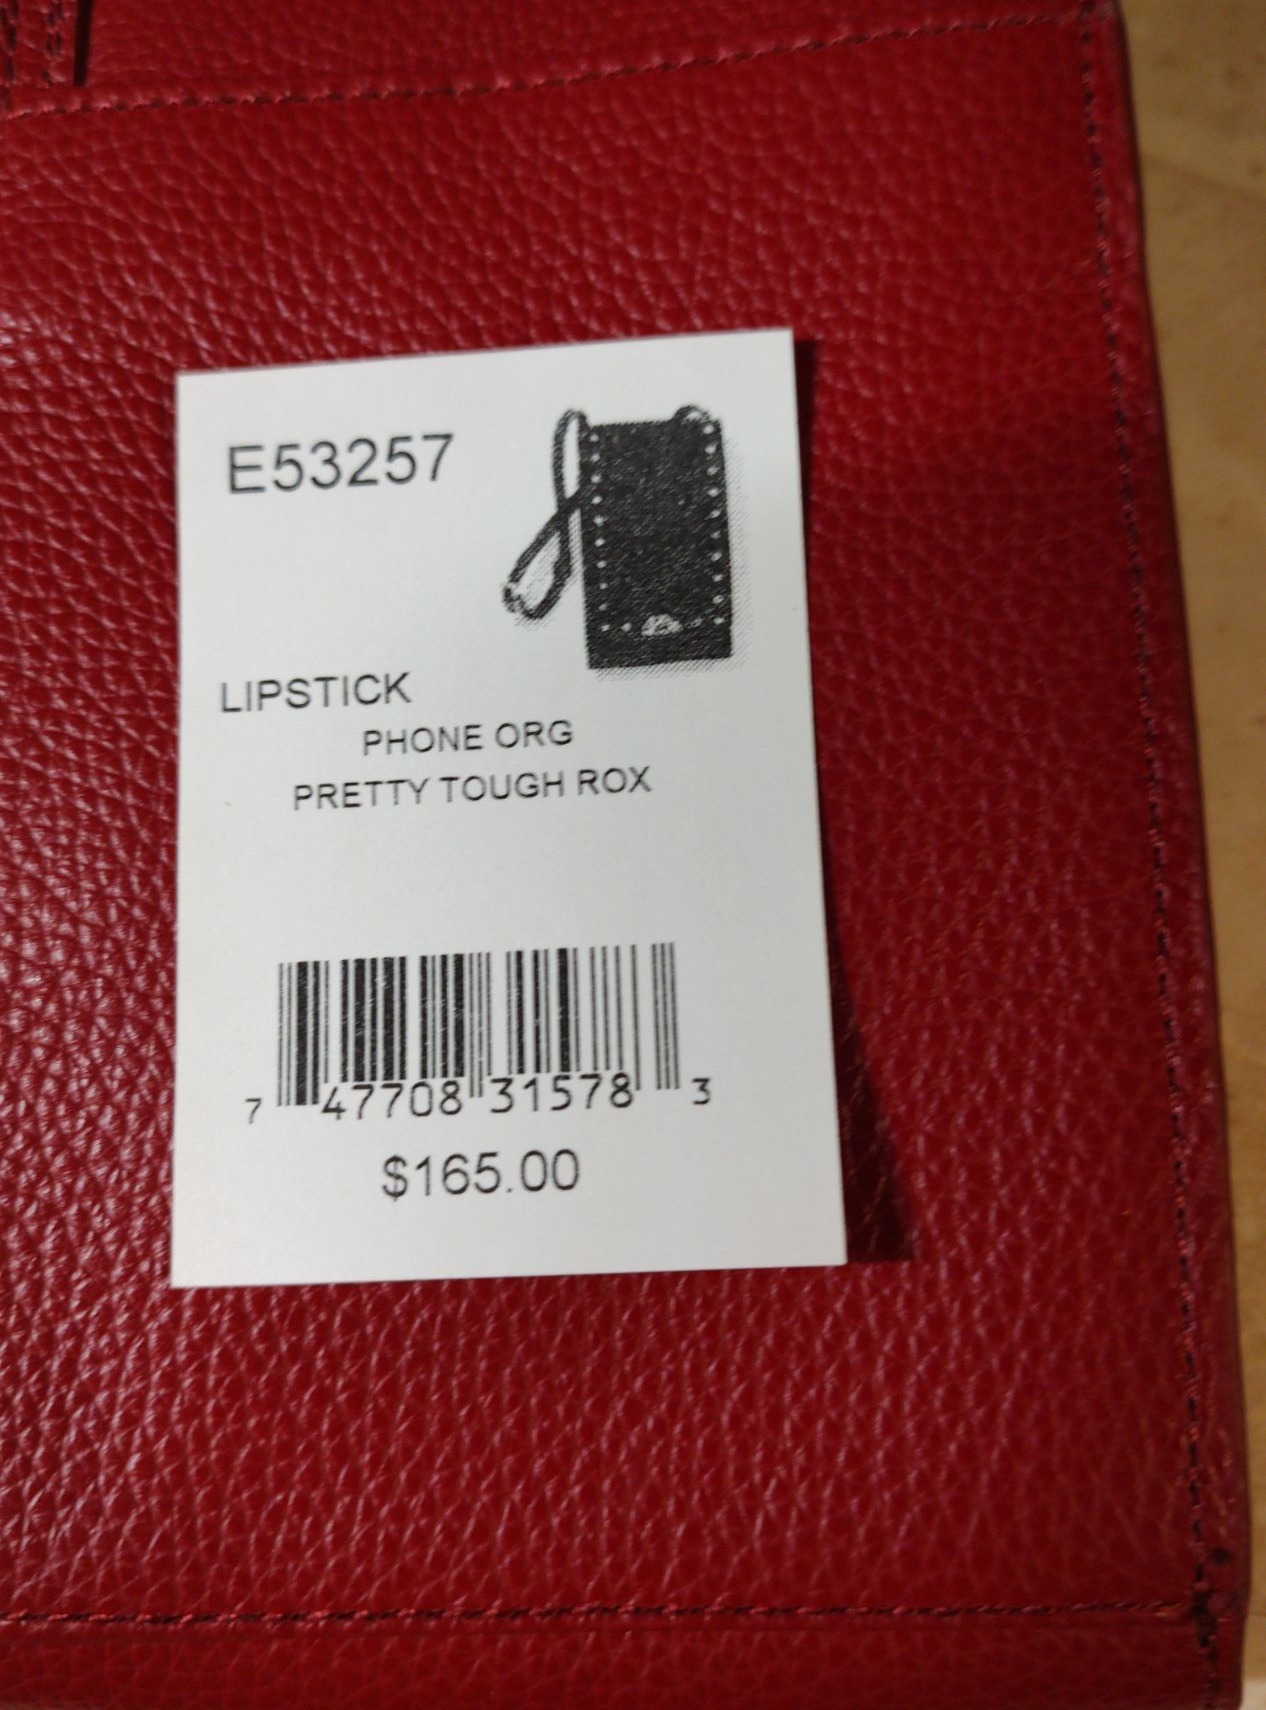 E53257
LIPSTICK
PHONE ORG
PRETTY TOUGH ROX
7 47708 31578 3
$165.00